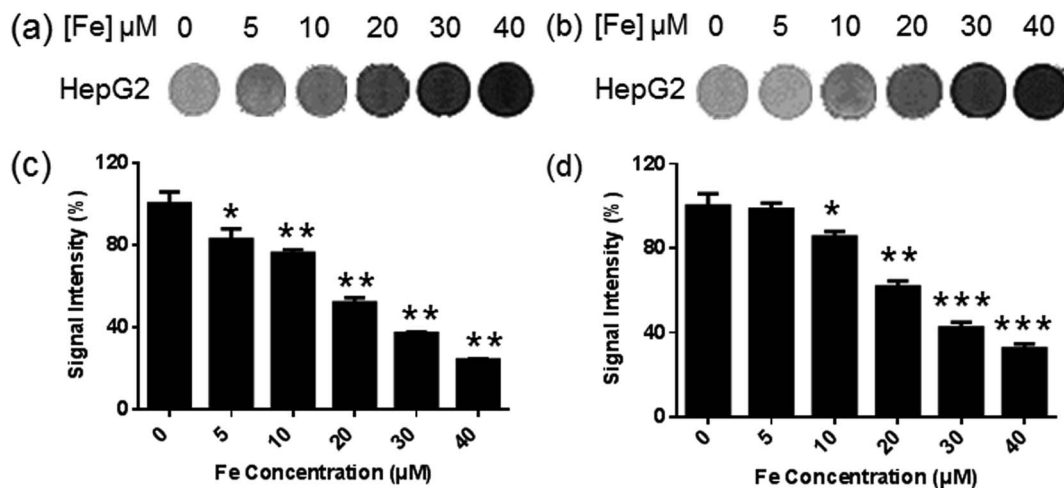 (a) [Fe] µM 0 5 10 20 30 40
HepG2
(b) [Fe] µM 0 5 10 20 30 40
HepG2
(c)
120
80
40
0
Signal Intensity (%)
*
**
**
**
**
0 5 10 20 30 40
Fe Concentration (µM)
(d)
120
80
40
0
Signal Intensity (%)
*
**
***
***
0 5 10 20 30 40
Fe Concentration (µM)